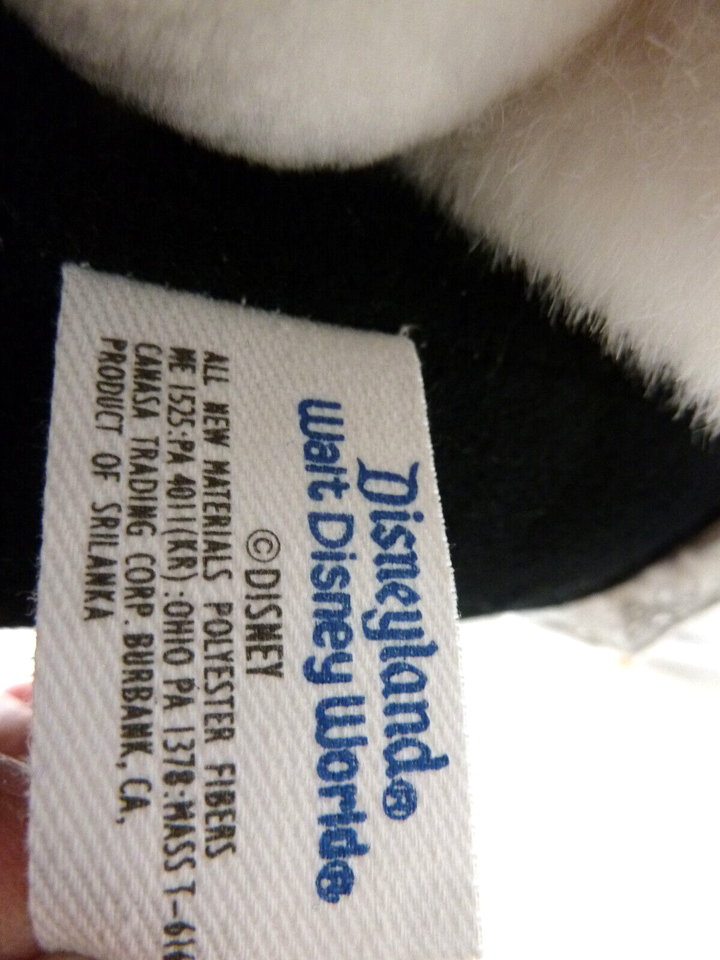 Disneyland®
Walt Disney World®
©DISNEY
ALL NEW MATERIALS POLYESTER FIBERS
ME 1525:PA 4011(KR):OHIO PA 1378:MASS T-
CANASA TRADING CORP. BURBANK, CA,
PRODUCT OF SRILANKA